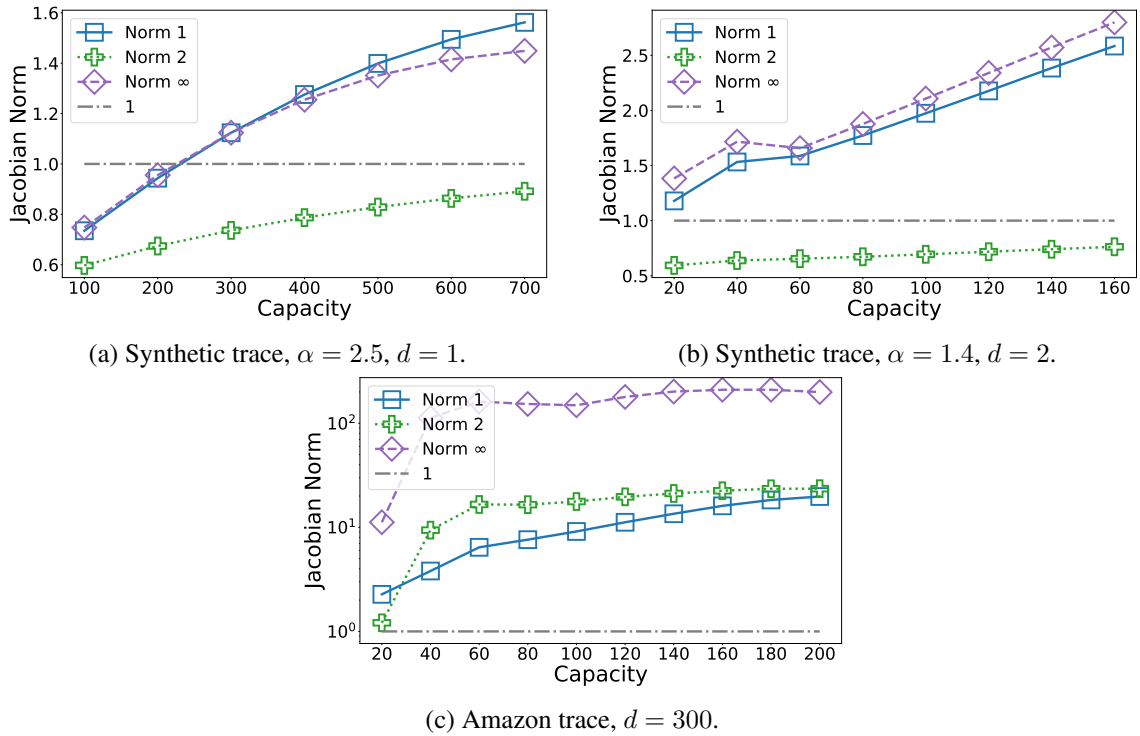 Norm 1
Norm 2
Norm ∞
1
Jacobian Norm
1.6
1.4
1.2
1.0
0.8
0.6
100 200 300 400 500 600 700
Capacity
(a) Synthetic trace, α = 2.5, d = 1.
Norm 1
Norm 2
Norm ∞
1
Jacobian Norm
2.5
2.0
1.5
1.0
0.5
20 40 60 80 100 120 140 160
Capacity
(b) Synthetic trace, α = 1.4, d = 2.
Norm 1
Norm 2
Norm ∞
1
Jacobian Norm
10²
10¹
10⁰
20 40 60 80 100 120 140 160 180 200
Capacity
(c) Amazon trace, d = 300.